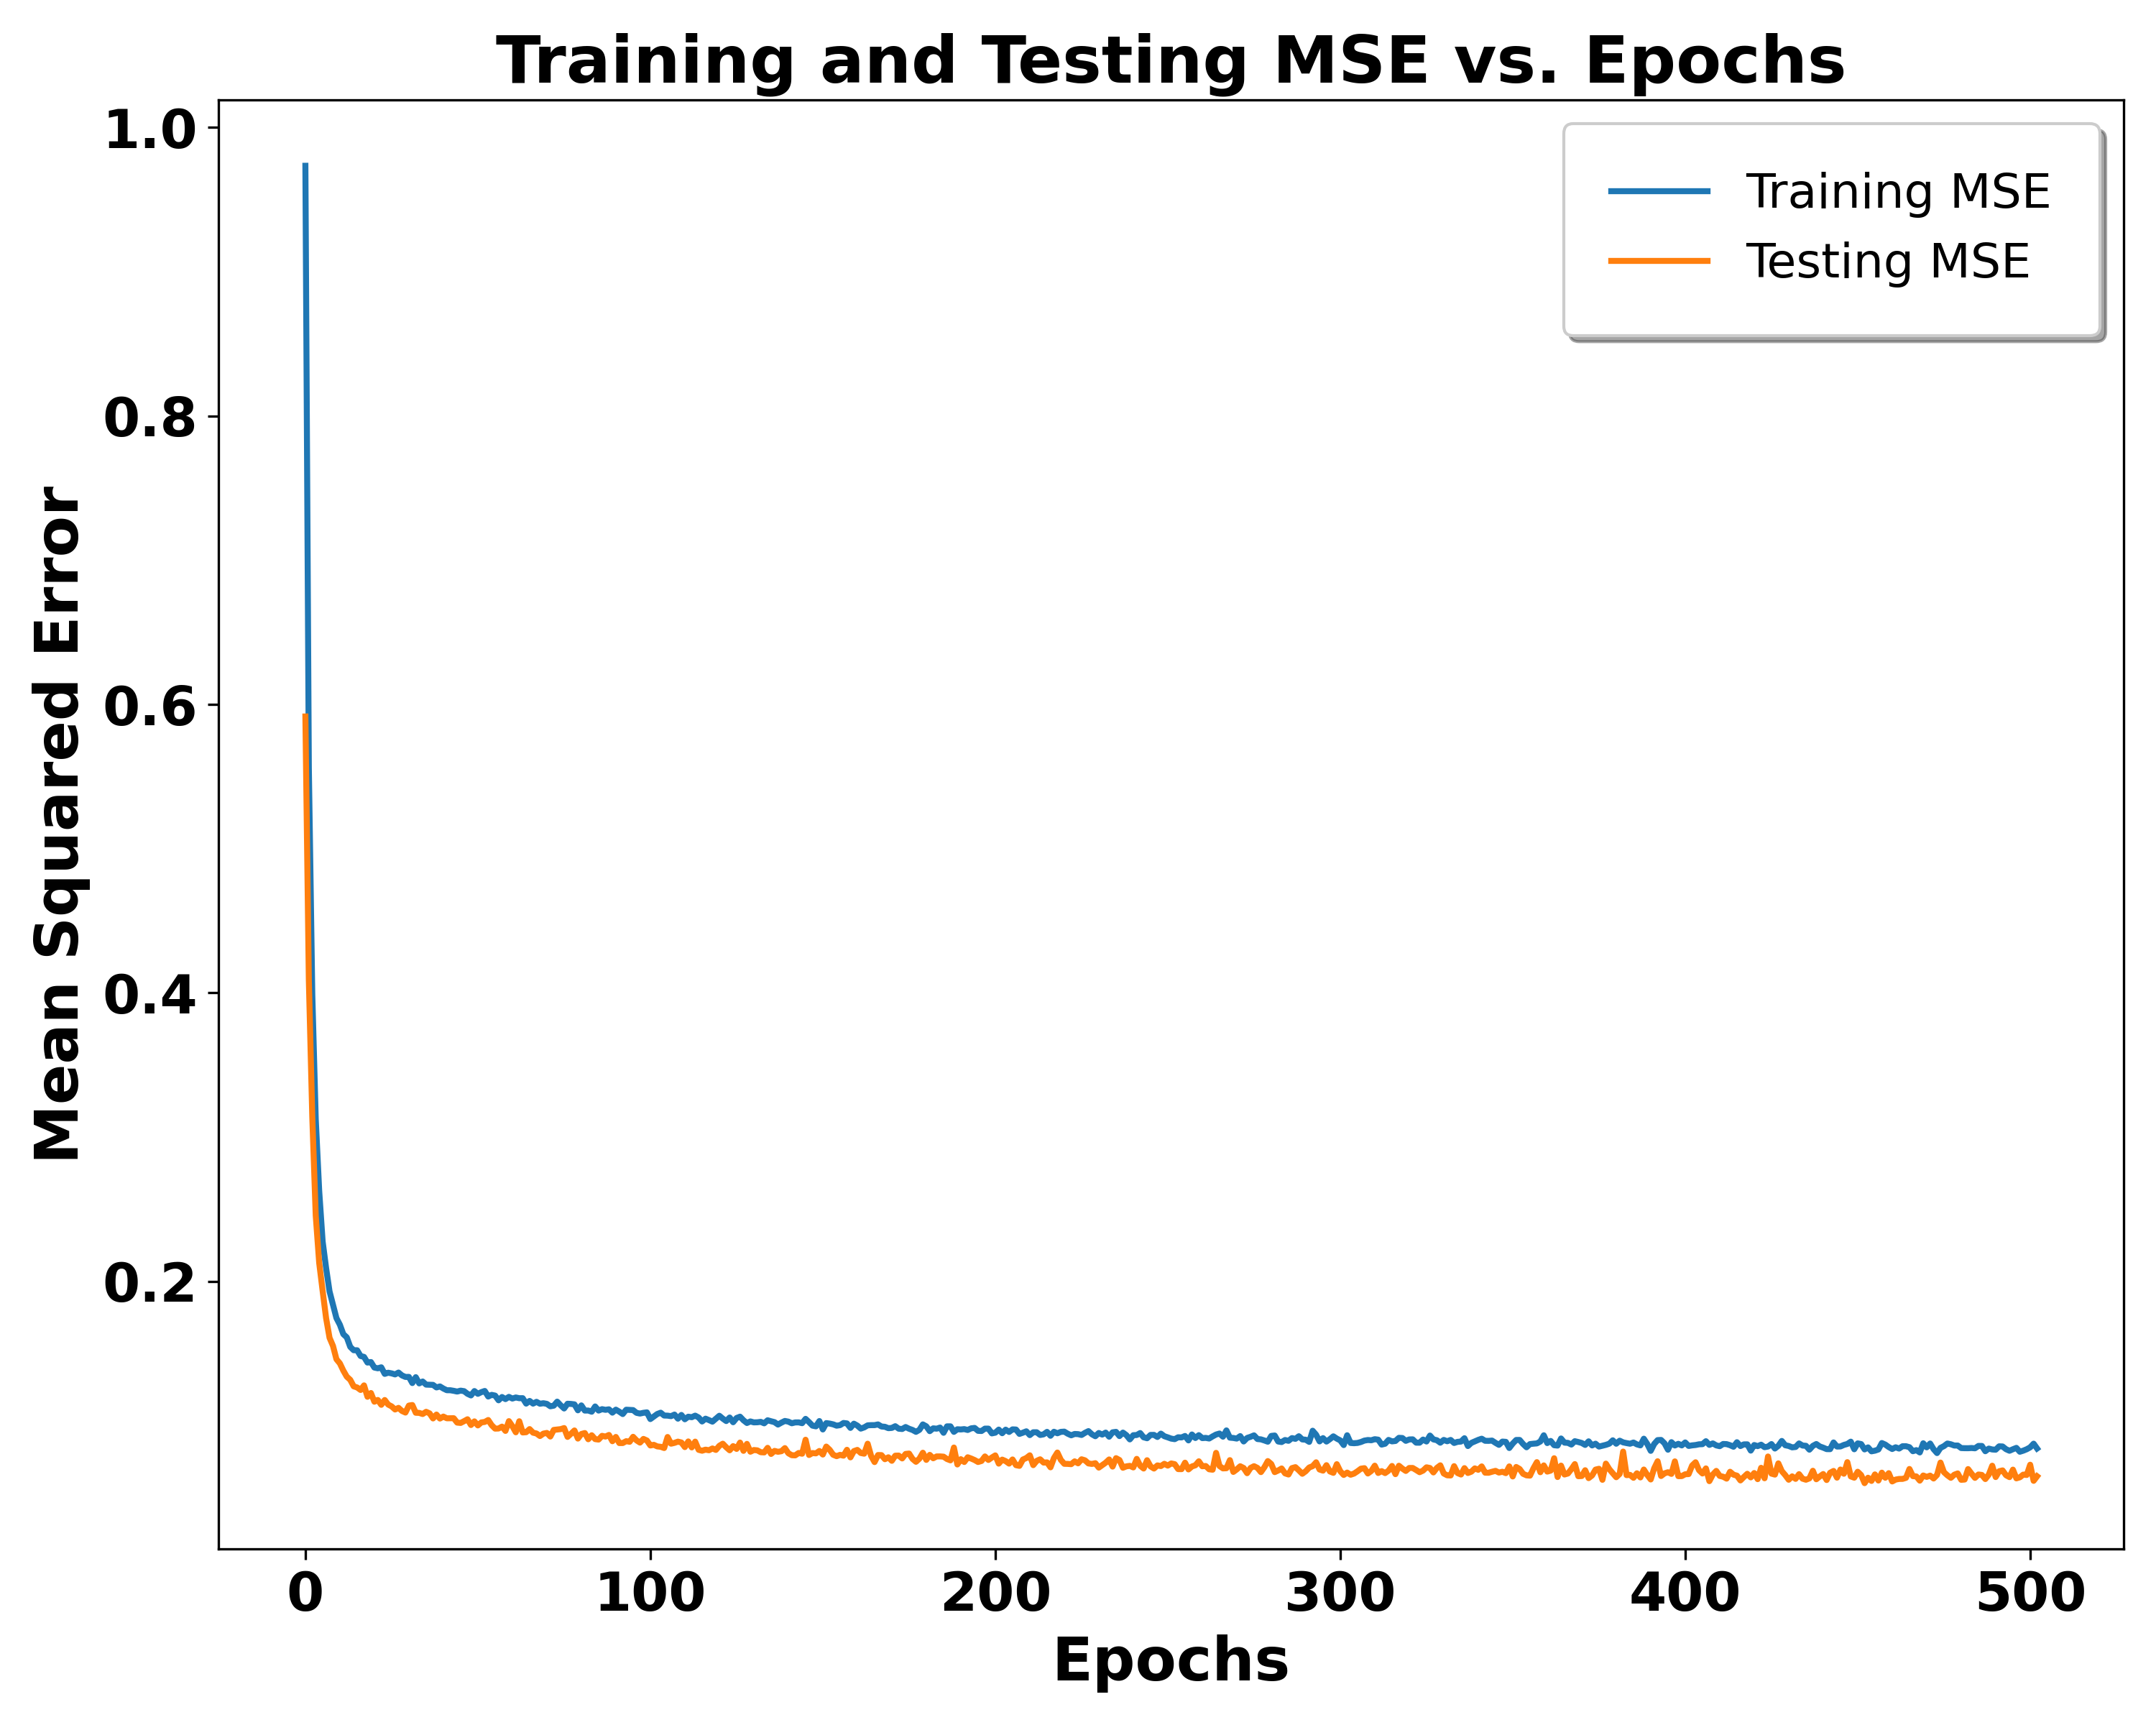 Training and Testing MSE vs. Epochs
Training MSE
Testing MSE
Mean Squared Error
1.0
0.8
0.6
0.4
0.2
0 100 200 300 400 500
Epochs